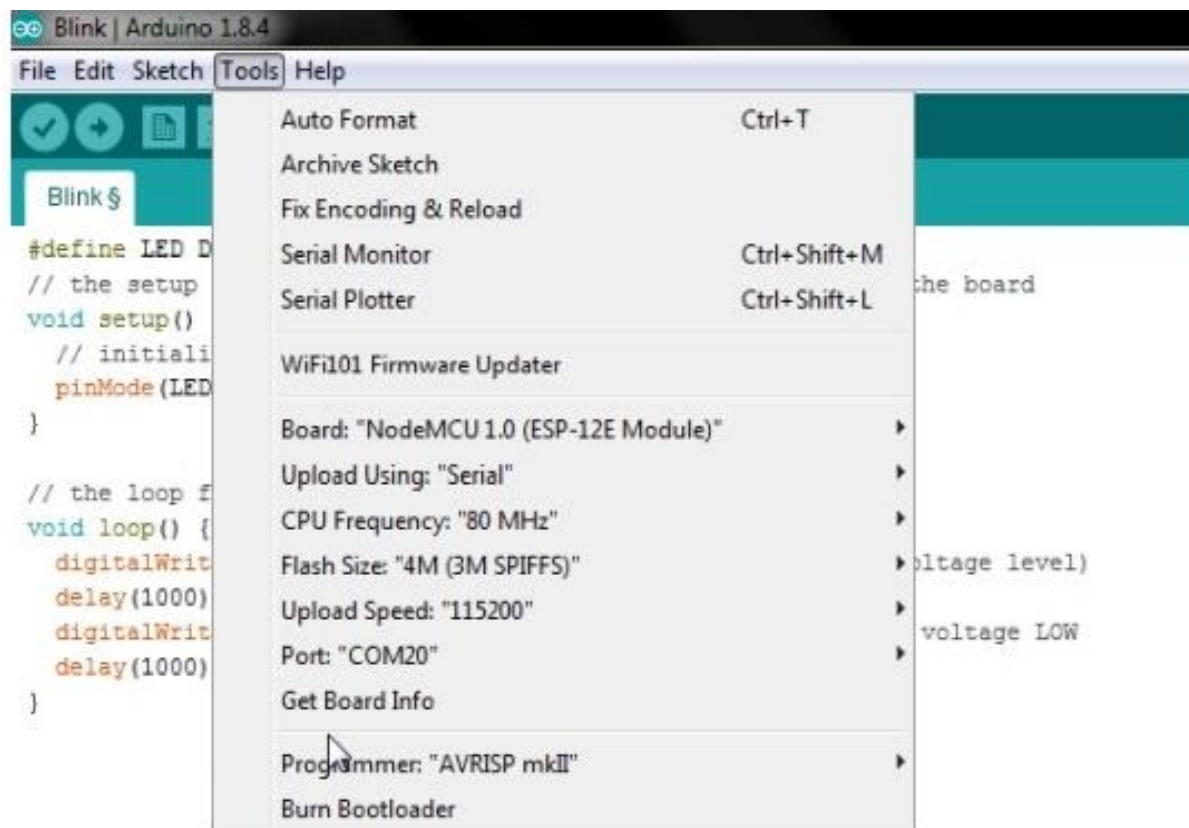 Blink | Arduino 1.8.4
File Edit Sketch Tools Help
Auto Format Ctrl+T
Archive Sketch
Fix Encoding & Reload
Serial Monitor Ctrl+Shift+M
Serial Plotter Ctrl+Shift+L
WiFi101 Firmware Updater
Board: "NodeMCU 1.0 (ESP-12E Module)"
Upload Using: "Serial"
CPU Frequency: "80 MHz"
Flash Size: "4M (3M SPIFFS)"
Upload Speed: "115200"
Port: "COM20"
Get Board Info
Programmer: "AVRISP mkII"
Burn Bootloader
Blink §
#define LED D
// the setup the board
void setup()
// initiali
pinMode(LED
}
// the loop f
void loop() {
digitalWrit oltage level)
delay(1000)
digitalWrit voltage LOW
delay(1000)
}